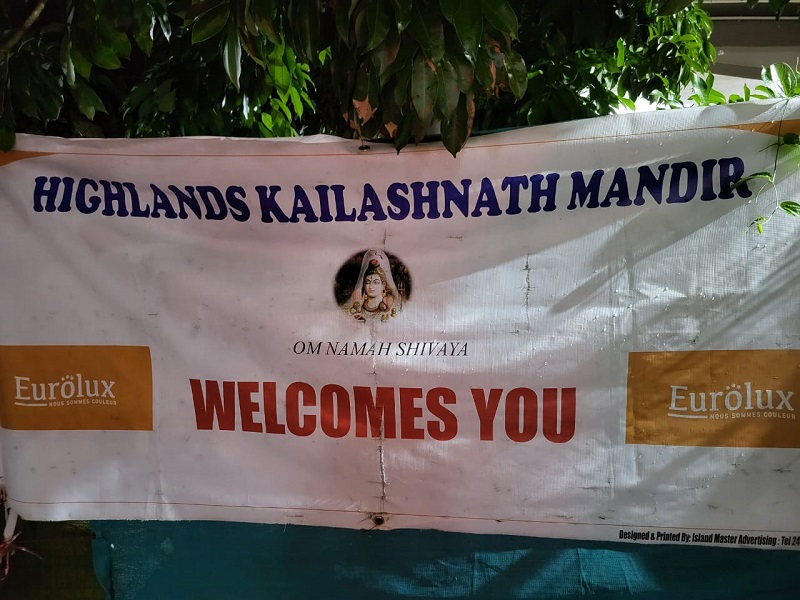 HIGHLANDS KAILASHNATH MANDIR
OM NAMAH SHIVAYA
Eurölux
NOUS SOMMES COULEUR
WELCOMES YOU
Eurölux
NOUS SOMMES COULEUR
Designed & Printed By: Island Master Advertising : Tel 24